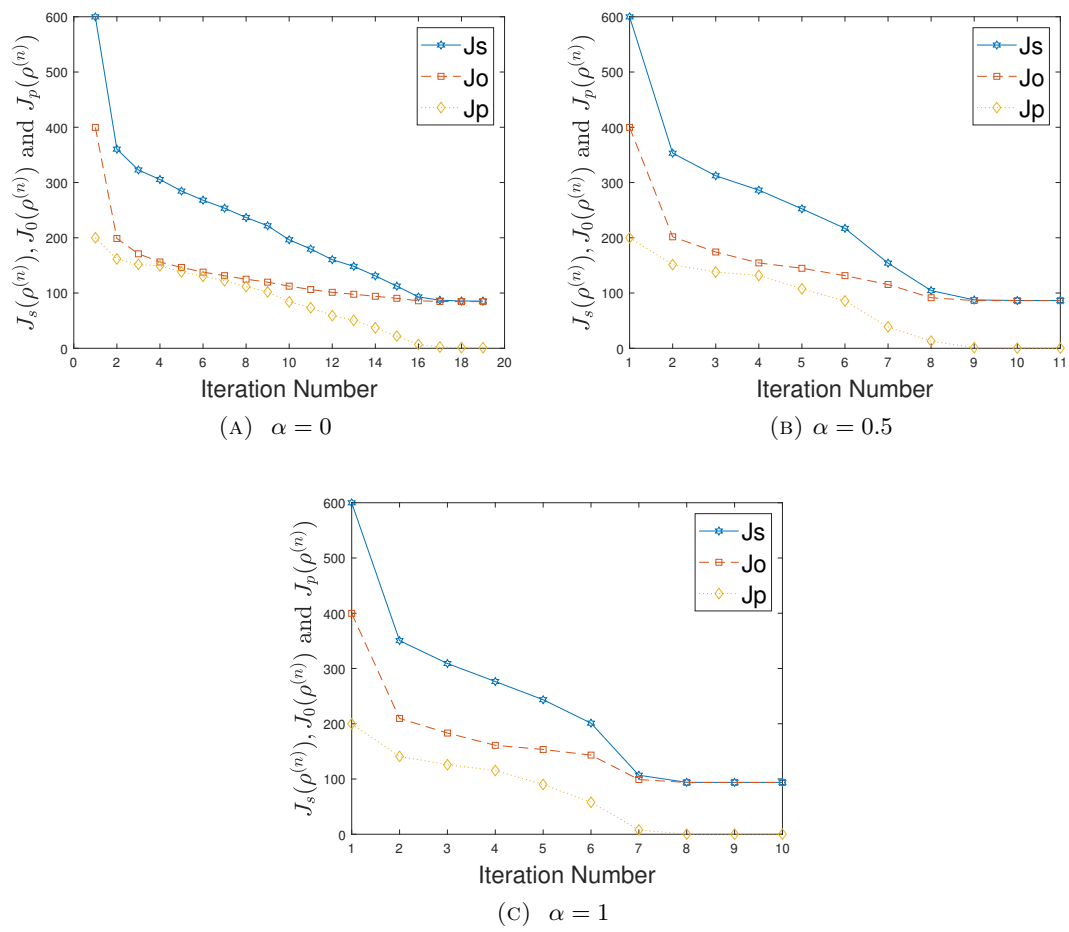 600
500
400
300
200
100
0
J_s(ρ^(n)), J_0(ρ^(n)) and J_p(ρ^(n))
Js
Jo
Jp
0 2 4 6 8 10 12 14 16 18 20
Iteration Number
(A) α = 0
600
500
400
300
200
100
0
J_s(ρ^(n)), J_0(ρ^(n)) and J_p(ρ^(n))
Js
Jo
Jp
1 2 3 4 5 6 7 8 9 10 11
Iteration Number
(B) α = 0.5
600
500
400
300
200
100
0
J_s(ρ^(n)), J_0(ρ^(n)) and J_p(ρ^(n))
Js
Jo
Jp
1 2 3 4 5 6 7 8 9 10
Iteration Number
(C) α = 1